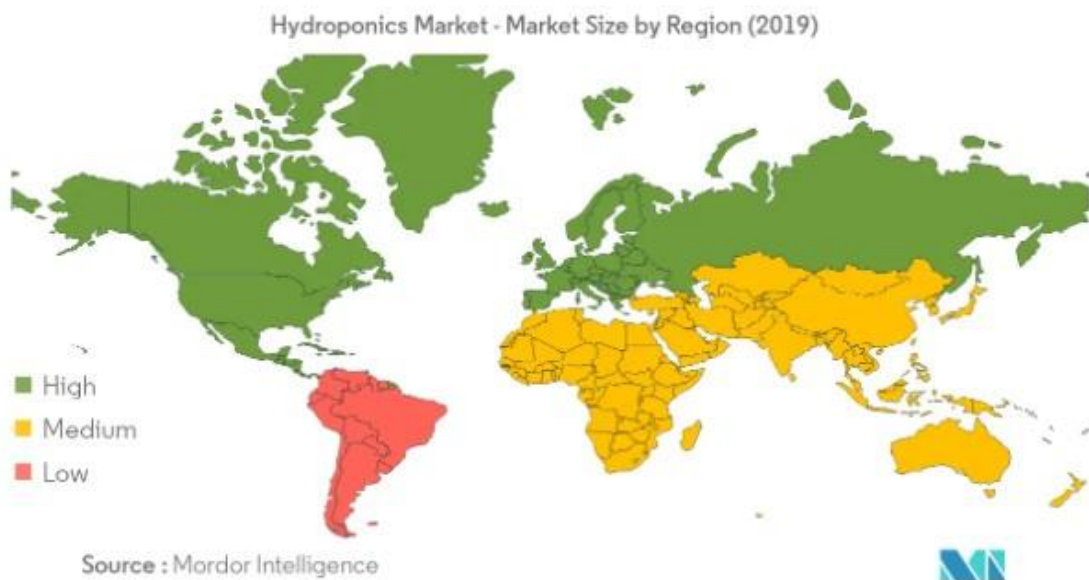 Hydroponics Market - Market Size by Region (2019)
High
Medium
Low
Source : Mordor Intelligence